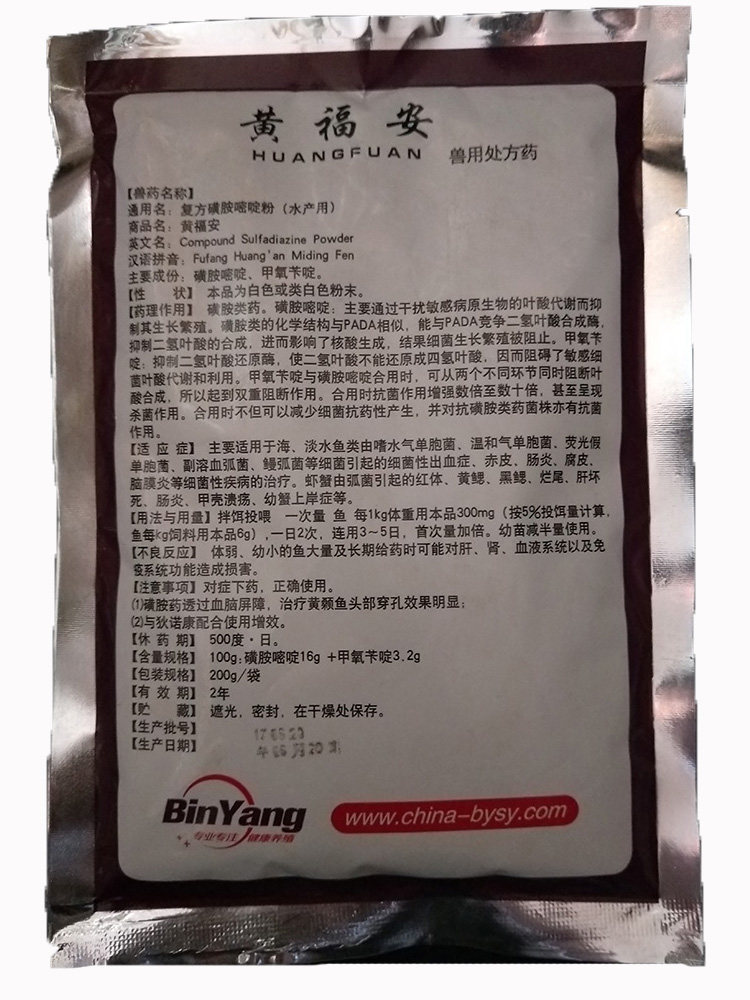 黄福安
HUANGFUAN 兽用处方药
【兽药名称】
通用名：复方磺胺嘧啶粉（水产用）
商品名：黄福安
英文名：Compound Sulfadiazine Powder
汉语拼音：Fufang Huang'an Miding Fen
主要成份：磺胺嘧啶、甲氧苄啶。
【性 状】 本品为白色或类白色粉末。
【药理作用】 磺胺类药。磺胺嘧啶：主要通过干扰敏感病原生物的叶酸代谢而抑
制其生长繁殖。磺胺类的化学结构与PADA相似，能与PADA竞争二氢叶酸合成酶，
抑制二氢叶酸的合成，进而影响了核酸生成，结果细菌生长繁殖被阻止。甲氧苄
啶：抑制二氢叶酸还原酶，使二氢叶酸不能还原成四氢叶酸，因而阻碍了敏感细
菌叶酸代谢和利用。甲氧苄啶与磺胺嘧啶合用时，可从两个不同环节同时阻断叶
酸合成，所以起到双重阻断作用。合用时抗菌作用增强数倍至数十倍，甚至呈现
杀菌作用。合用时不但可以减少细菌抗药性产生，并对抗磺胺类药菌株亦有抗菌
作用。
【适 应 症】 主要适用于海、淡水鱼类由嗜水气单胞菌、温和气单胞菌、荧光假
单胞菌、副溶血弧菌、鳗弧菌等细菌引起的细菌性出血症、赤皮、肠炎、腐皮、
脑膜炎等细菌性疾病的治疗。虾蟹由弧菌引起的红体、黄鳃、黑鳃、烂尾、肝坏
死、肠炎、甲壳溃疡、幼蟹上岸症等。
【用法与用量】拌饵投喂 一次量 鱼 每1kg体重用本品300mg（按5%投饵量计算，
鱼每kg饲料用本品6g）,一日2次，连用3～5日，首次量加倍。幼苗减半量使用。
【不良反应】 体弱、幼小的鱼大量及长期给药时可能对肝、肾、血液系统以及免
疫系统功能造成损害。
【注意事项】对症下药，正确使用。
⑴磺胺药透过血脑屏障，治疗黄颡鱼头部穿孔效果明显；
⑵与狄诺康配合使用增效。
【休 药 期】 500度·日。
【含量规格】 100g:磺胺嘧啶16g +甲氧苄啶3.2g
【包装规格】 200g/袋
【有 效 期】 2年
【贮 藏】 遮光，密封，在干燥处保存。
【生产批号】
【生产日期】
BinYang
专业专注 健康养殖
www.china-bysy.com